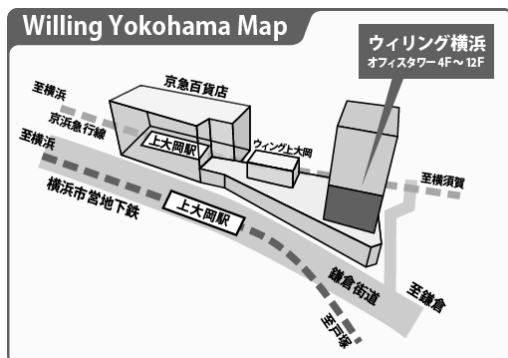 Willing Yokohama Map
ウィリング横浜
オフィスタワー4F〜12F
京急百貨店
至横浜
京浜急行線
上大岡駅
ウィング上大岡
至横須賀
至横浜
横浜市営地下鉄
上大岡駅
鎌倉街道
至鎌倉
至戸塚